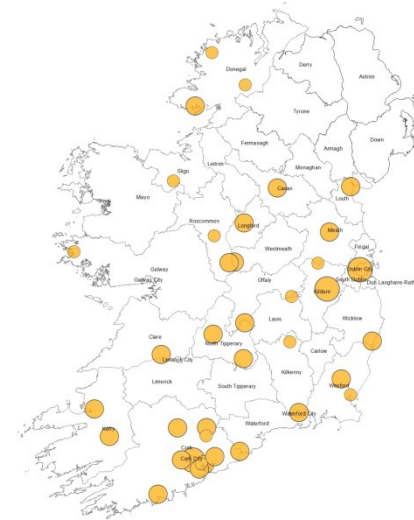 Donegal
Derry
Antrim
Tyrone
Fermanagh
Armagh
Down
Monaghan
Sligo
Leitrim
Cavan
Louth
Mayo
Roscommon
Longford
Meath
Westmeath
Fingal
Dublin City
South Dublin
Dun Laoghaire-Rath
Galway
Galway City
Offaly
Kildare
Wicklow
Laois
Clare
North Tipperary
Carlow
Limerick City
Limerick
Kilkenny
South Tipperary
Wexford
Waterford City
Waterford
Kerry
Cork
Cork City